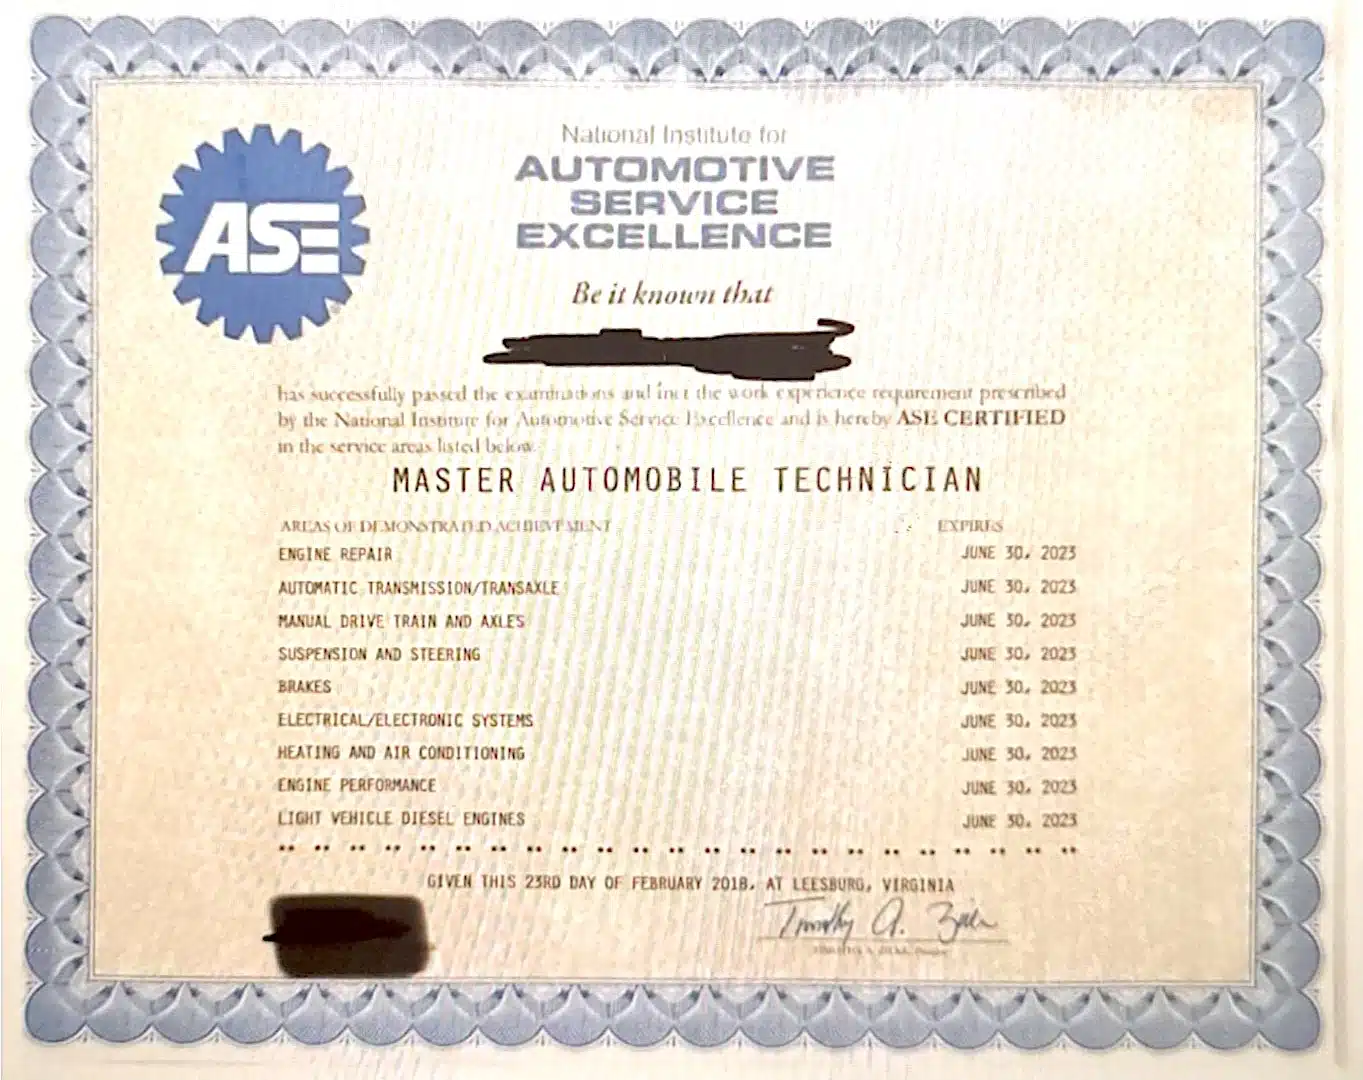 ASE
National Institute for
AUTOMOTIVE
SERVICE
EXCELLENCE
Be it known that
has successfully passed the examinations and met the work experience requirement prescribed
by the National Institute for Automotive Service Excellence and is hereby ASE CERTIFIED
in the service areas listed below.
MASTER AUTOMOBILE TECHNICIAN
AREAS OF DEMONSTRATED ACHIEVEMENT EXPIRES
ENGINE REPAIR JUNE 30, 2023
AUTOMATIC TRANSMISSION/TRANSAXLE JUNE 30, 2023
MANUAL DRIVE TRAIN AND AXLES JUNE 30, 2023
SUSPENSION AND STEERING JUNE 30, 2023
BRAKES JUNE 30, 2023
ELECTRICAL/ELECTRONIC SYSTEMS JUNE 30, 2023
HEATING AND AIR CONDITIONING JUNE 30, 2023
ENGINE PERFORMANCE JUNE 30, 2023
LIGHT VEHICLE DIESEL ENGINES JUNE 30, 2023
** ** ** ** ** ** ** ** ** ** ** ** ** ** ** ** ** ** ** ** ** ** **
GIVEN THIS 23RD DAY OF FEBRUARY 2018, AT LEESBURG, VIRGINIA
Timothy A.